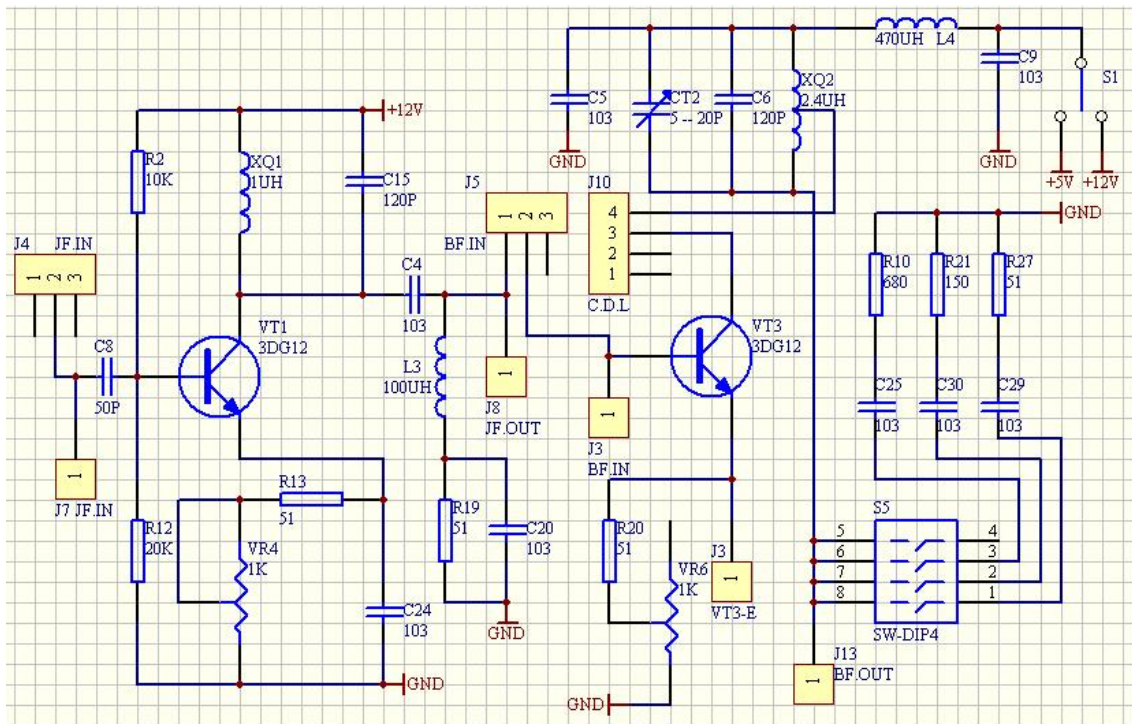 470UH L4
C9
103
S1
C5
103
CT2
5 -- 20P
C6
120P
XQ2
2.4UH
GND
GND
+5V
+12V
+12V
R2
10K
XQ1
1UH
C15
120P
J5
1 2 3
BF.IN
J10
4
3
2
1
C.D.L
GND
R10
680
R21
150
R27
51
J4 JF.IN
1 2 3
C4
103
VT1
3DG12
VT3
3DG12
C8
50P
L3
100UH
1
J8
JF.OUT
1
J3
BF.IN
C25
103
C30
103
C29
103
1
J7 JF.IN
R13
51
R19
51
C20
103
R20
51
R12
20K
VR4
1K
VR6
1K
J3
1
VT3-E
S5
5
6
7
8
4
3
2
1
SW-DIP4
C24
103
GND
J13
1
BF.OUT
GND
GND